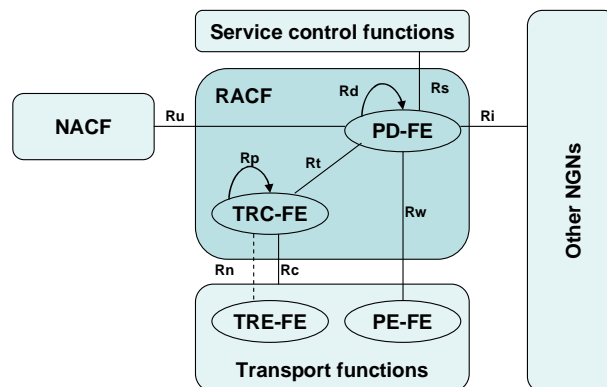 Service control functions
RACF
Rd
Rs
Ri
NACF
Ru
PD-FE
Rp
Rt
TRC-FE
Rw
Other NGNs
Rn
Rc
TRE-FE
PE-FE
Transport functions